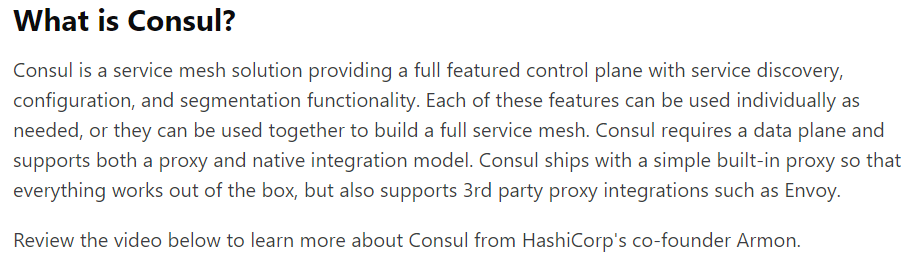 What is Consul?
Consul is a service mesh solution providing a full featured control plane with service discovery,
configuration, and segmentation functionality. Each of these features can be used individually as
needed, or they can be used together to build a full service mesh. Consul requires a data plane and
supports both a proxy and native integration model. Consul ships with a simple built-in proxy so that
everything works out of the box, but also supports 3rd party proxy integrations such as Envoy.
Review the video below to learn more about Consul from HashiCorp's co-founder Armon.